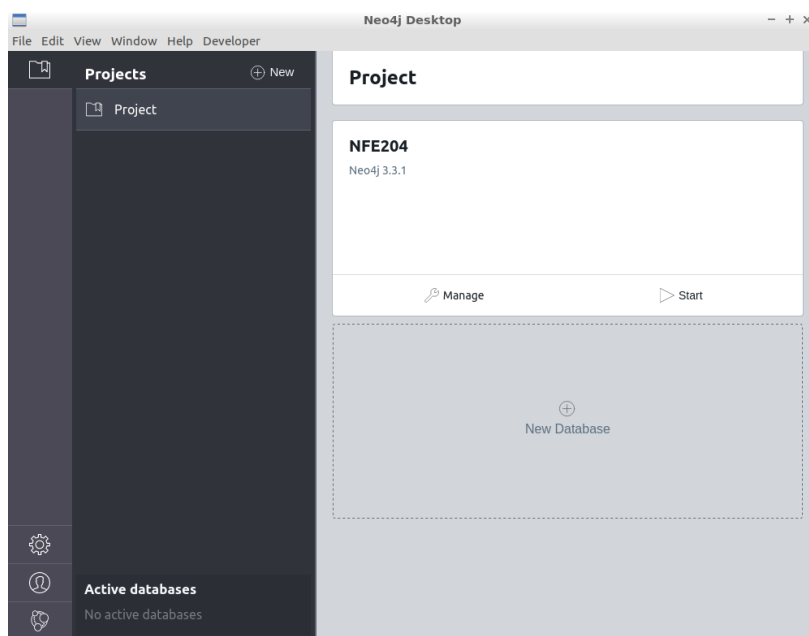 Neo4j Desktop
File Edit View Window Help Developer
Projects
New
Project
Project
NFE204
Neo4j 3.3.1
Manage
Start
New Database
Active databases
No active databases